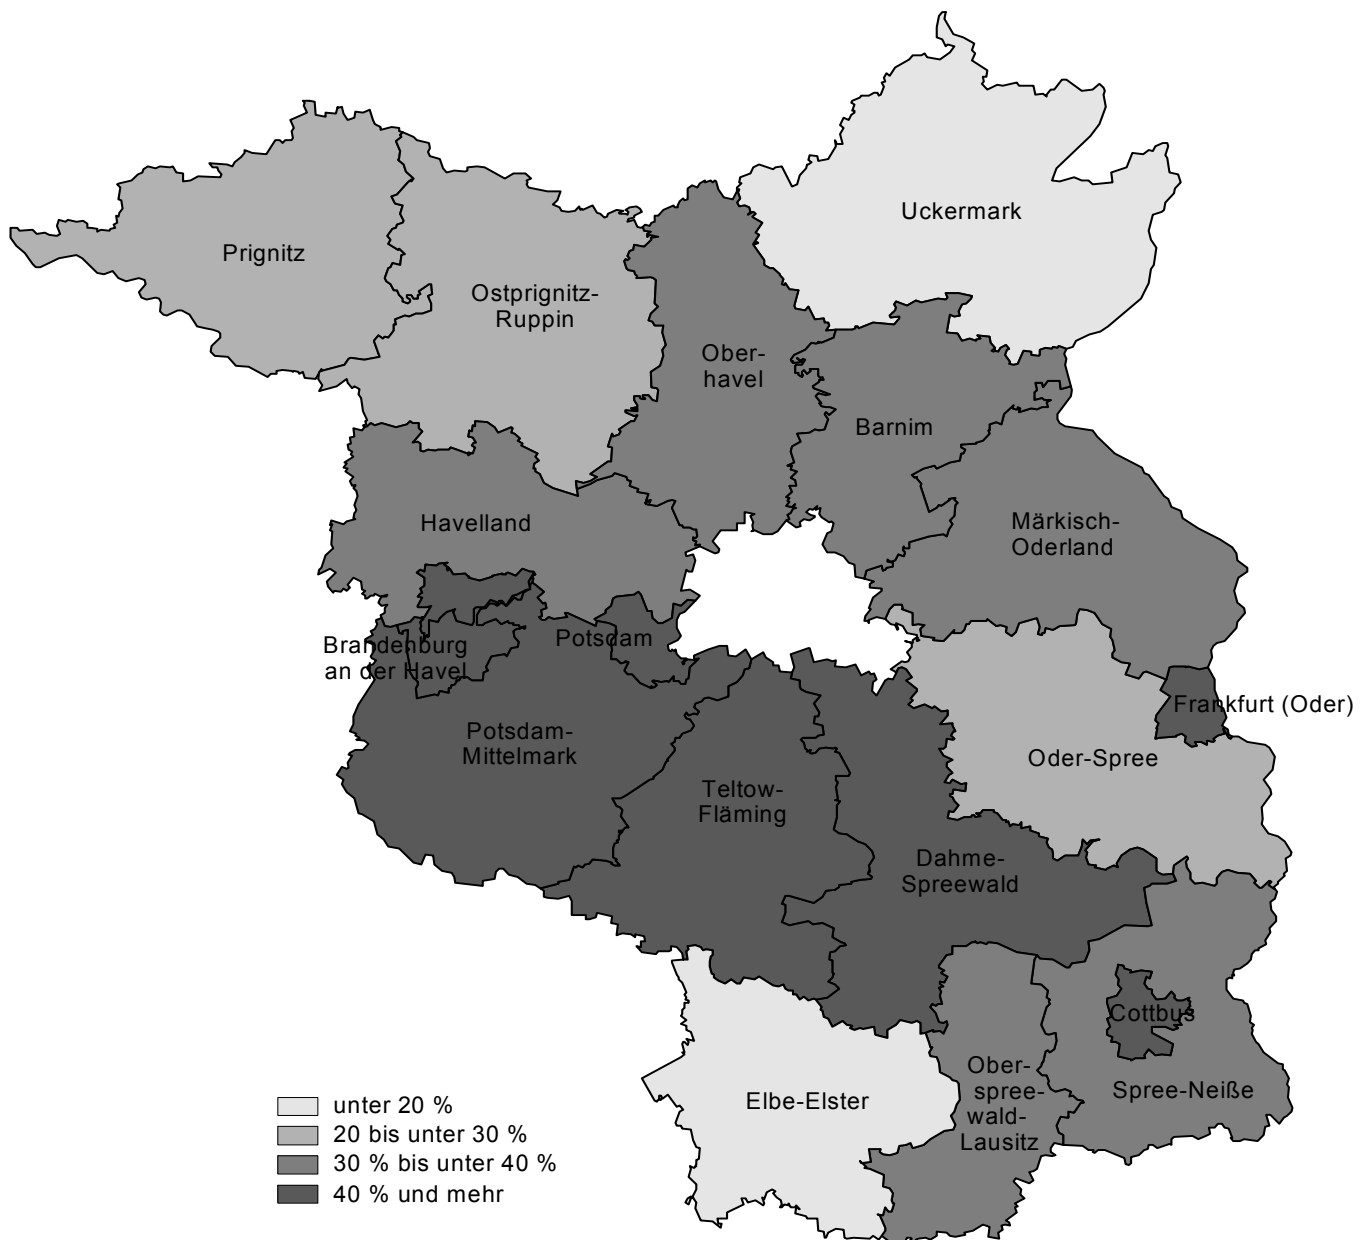 Uckermark
Prignitz
Ostprignitz-
Ruppin
Ober-
havel
Barnim
Havelland
Märkisch-
Oderland
Brandenburg
an der Havel
Potsdam
Frankfurt (Oder)
Potsdam-
Mittelmark
Oder-Spree
Teltow-
Fläming
Dahme-
Spreewald
Cottbus
Ober-
spree-
wald-
Lausitz
Spree-Neiße
Elbe-Elster
unter 20 %
20 bis unter 30 %
30 % bis unter 40 %
40 % und mehr